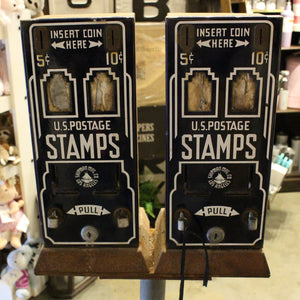 INSERT COIN
HERE
5¢ 10¢
U.S. POSTAGE
STAMPS
PULL
INSERT COIN
HERE
5¢ 10¢
U.S. POSTAGE
STAMPS
PULL